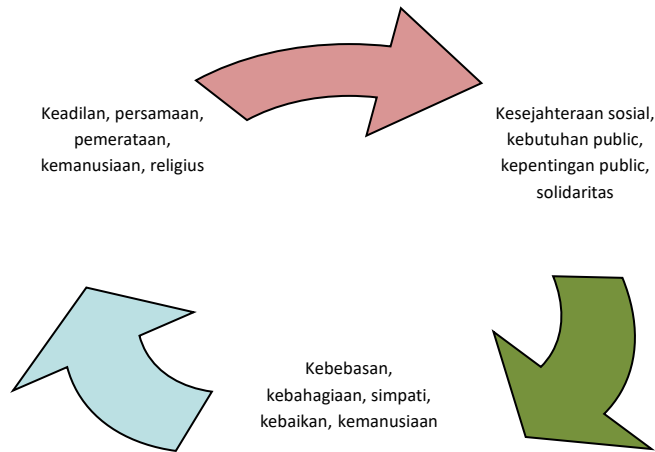 Keadilan, persamaan,
pemerataan,
kemanusiaan, religius
Kesejahteraan sosial,
kebutuhan public,
kepentingan public,
solidaritas
Kebebasan,
kebahagiaan, simpati,
kebaikan, kemanusiaan